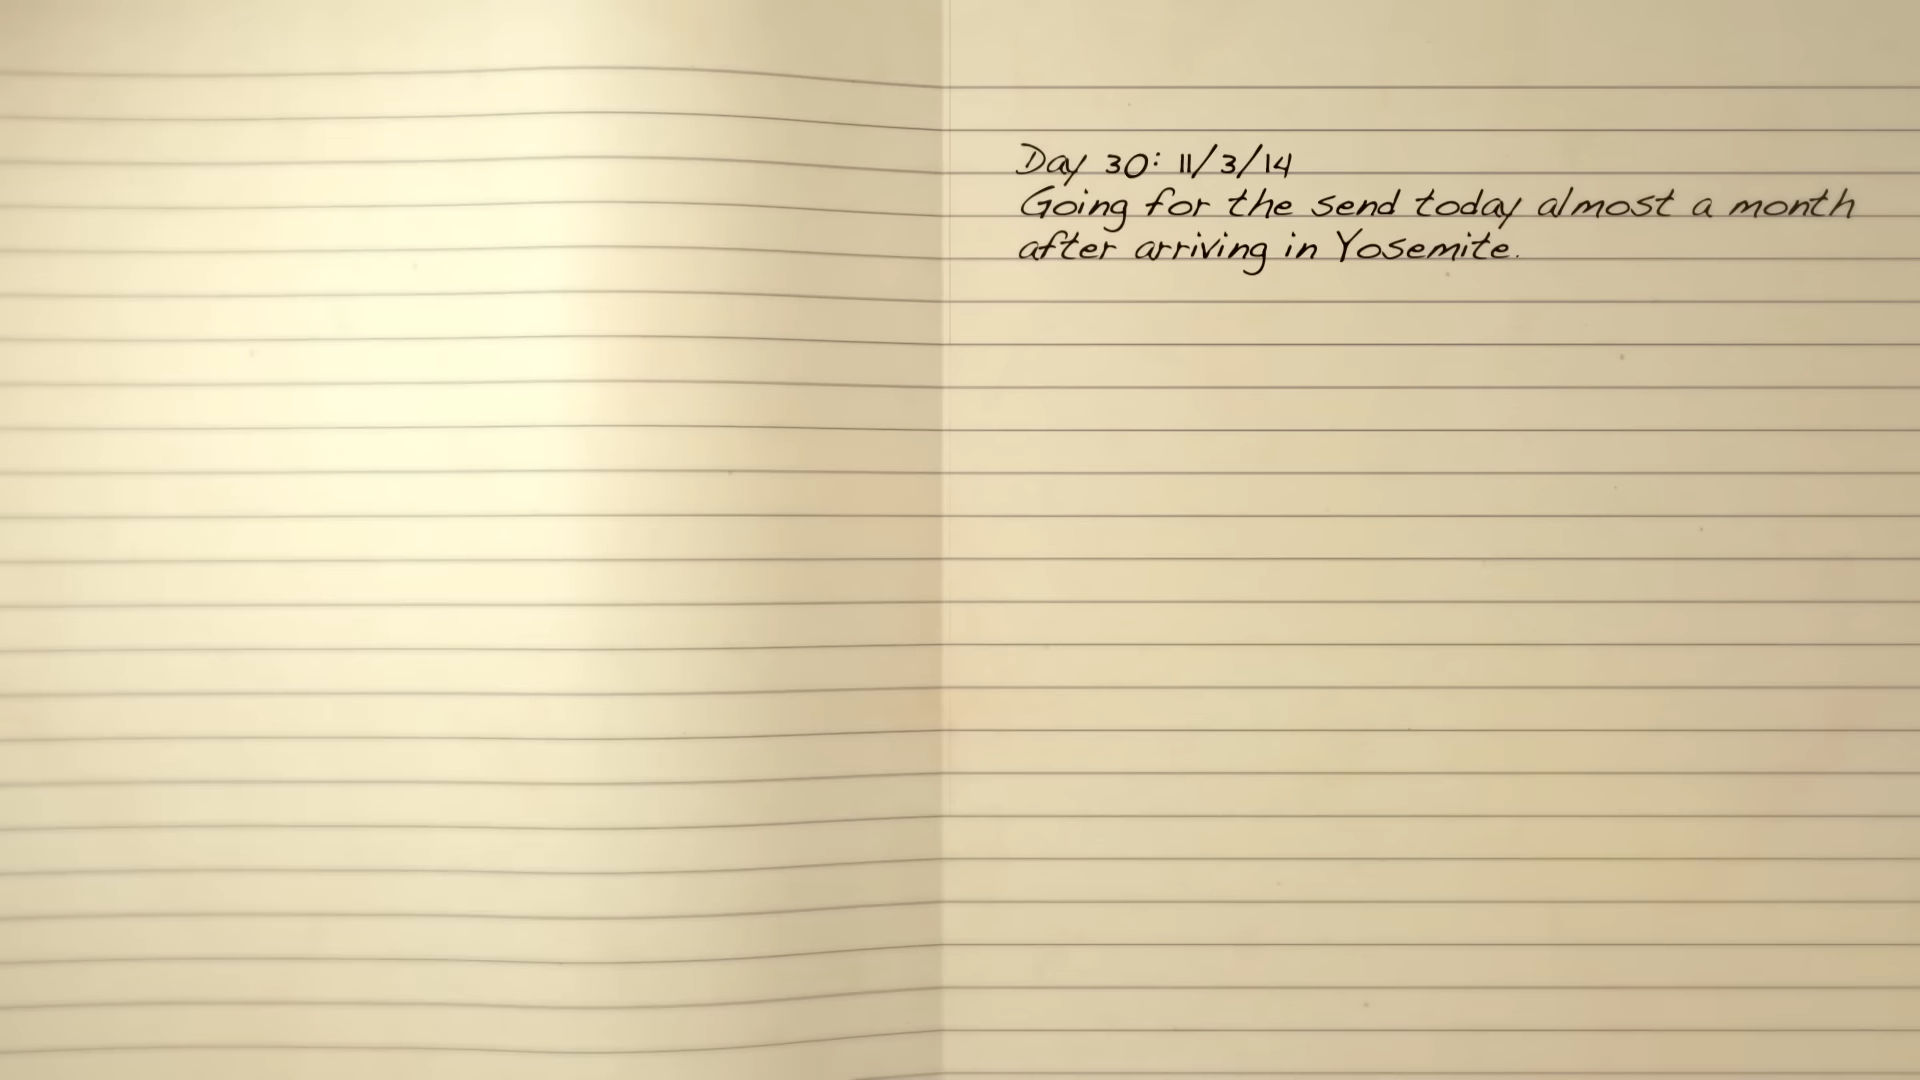 Day 30: 11/3/14
Going for the send today almost a month
after arriving in Yosemite.